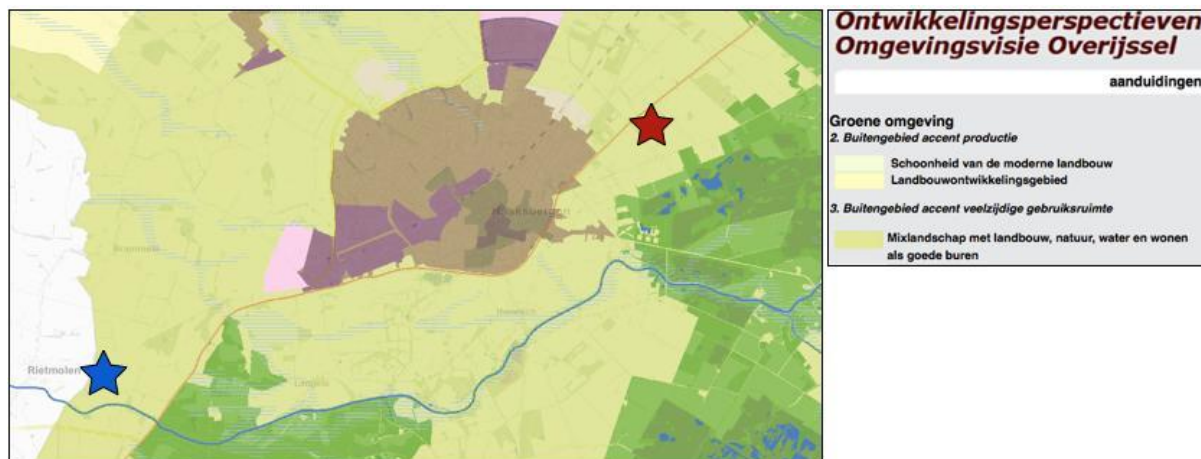 Ontwikkelingsperspectieven
Omgevingsvisie Overijssel
aanduidingen
Groene omgeving
2. Buitengebied accent productie
Schoonheid van de moderne landbouw
Landbouwontwikkelingsgebied
3. Buitengebied accent veelzijdige gebruiksruimte
Mixlandschap met landbouw, natuur, water en wonen
als goede buren
Rietmolen